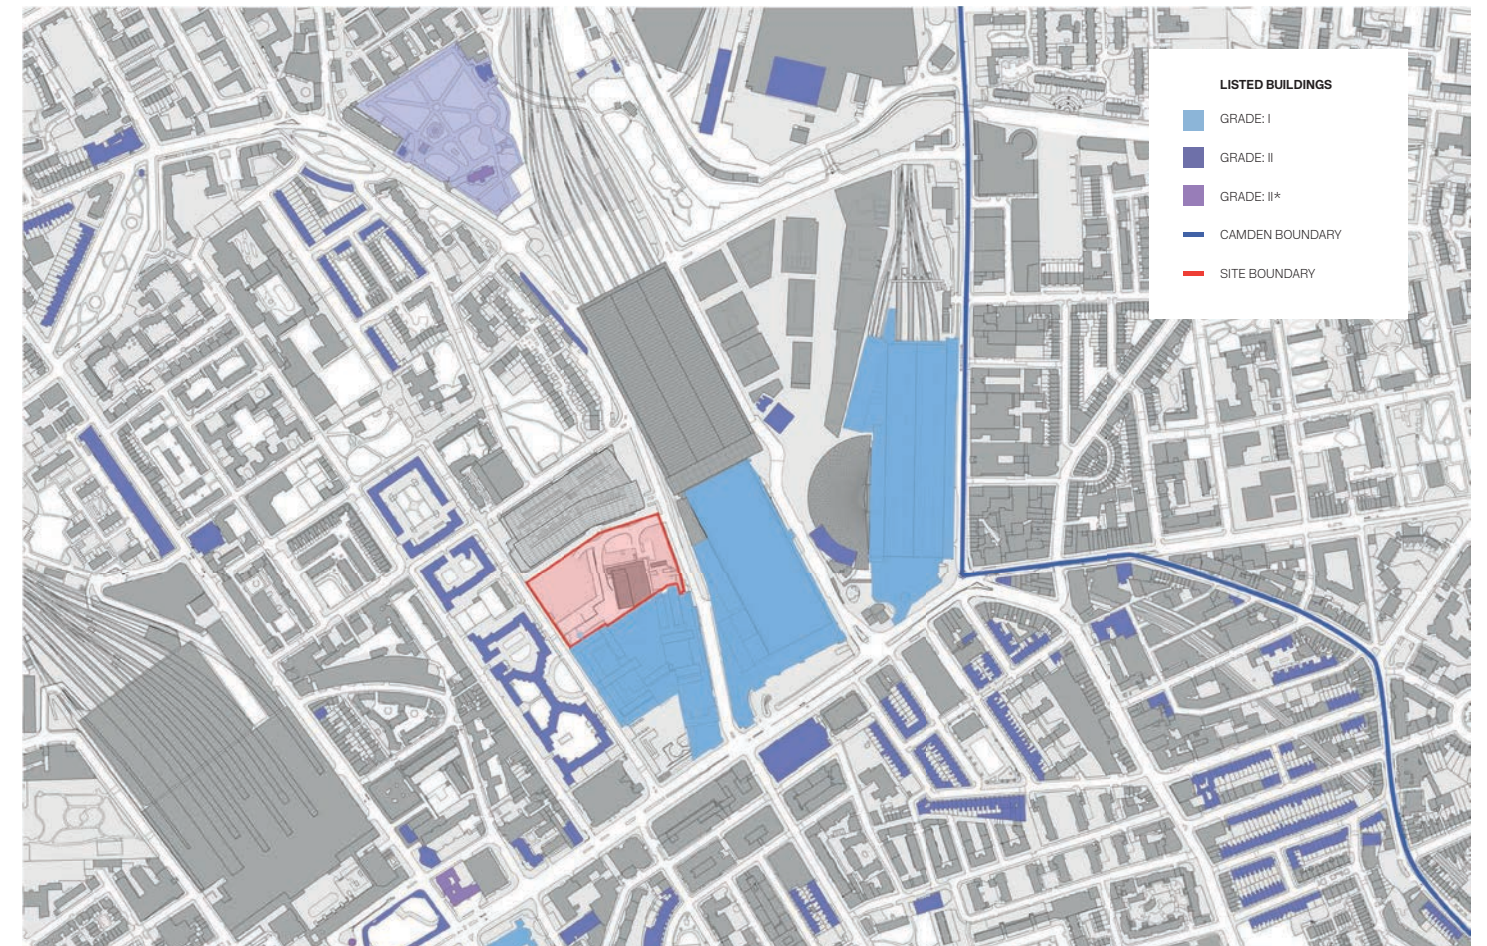 LISTED BUILDINGS
GRADE: I
GRADE: II
GRADE: II*
CAMDEN BOUNDARY
SITE BOUNDARY